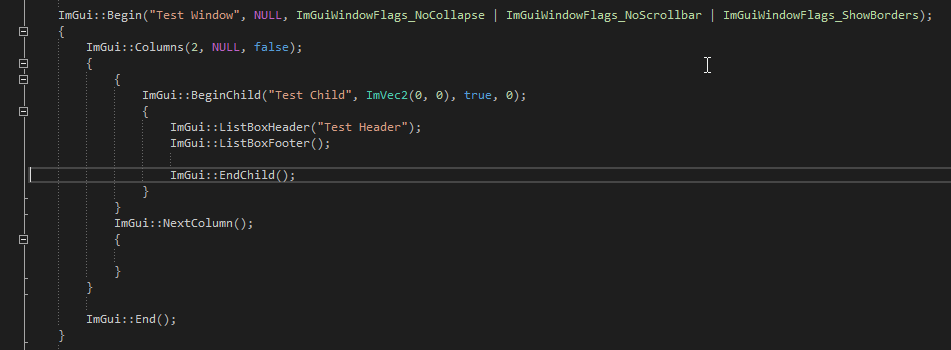 ImGui::Begin("Test Window", NULL, ImGuiWindowFlags_NoCollapse | ImGuiWindowFlags_NoScrollbar | ImGuiWindowFlags_ShowBorders);
{
ImGui::Columns(2, NULL, false);
{
{
ImGui::BeginChild("Test Child", ImVec2(0, 0), true, 0);
{
ImGui::ListBoxHeader("Test Header");
ImGui::ListBoxFooter();
ImGui::EndChild();
}
}
ImGui::NextColumn();
{
}
}
ImGui::End();
}